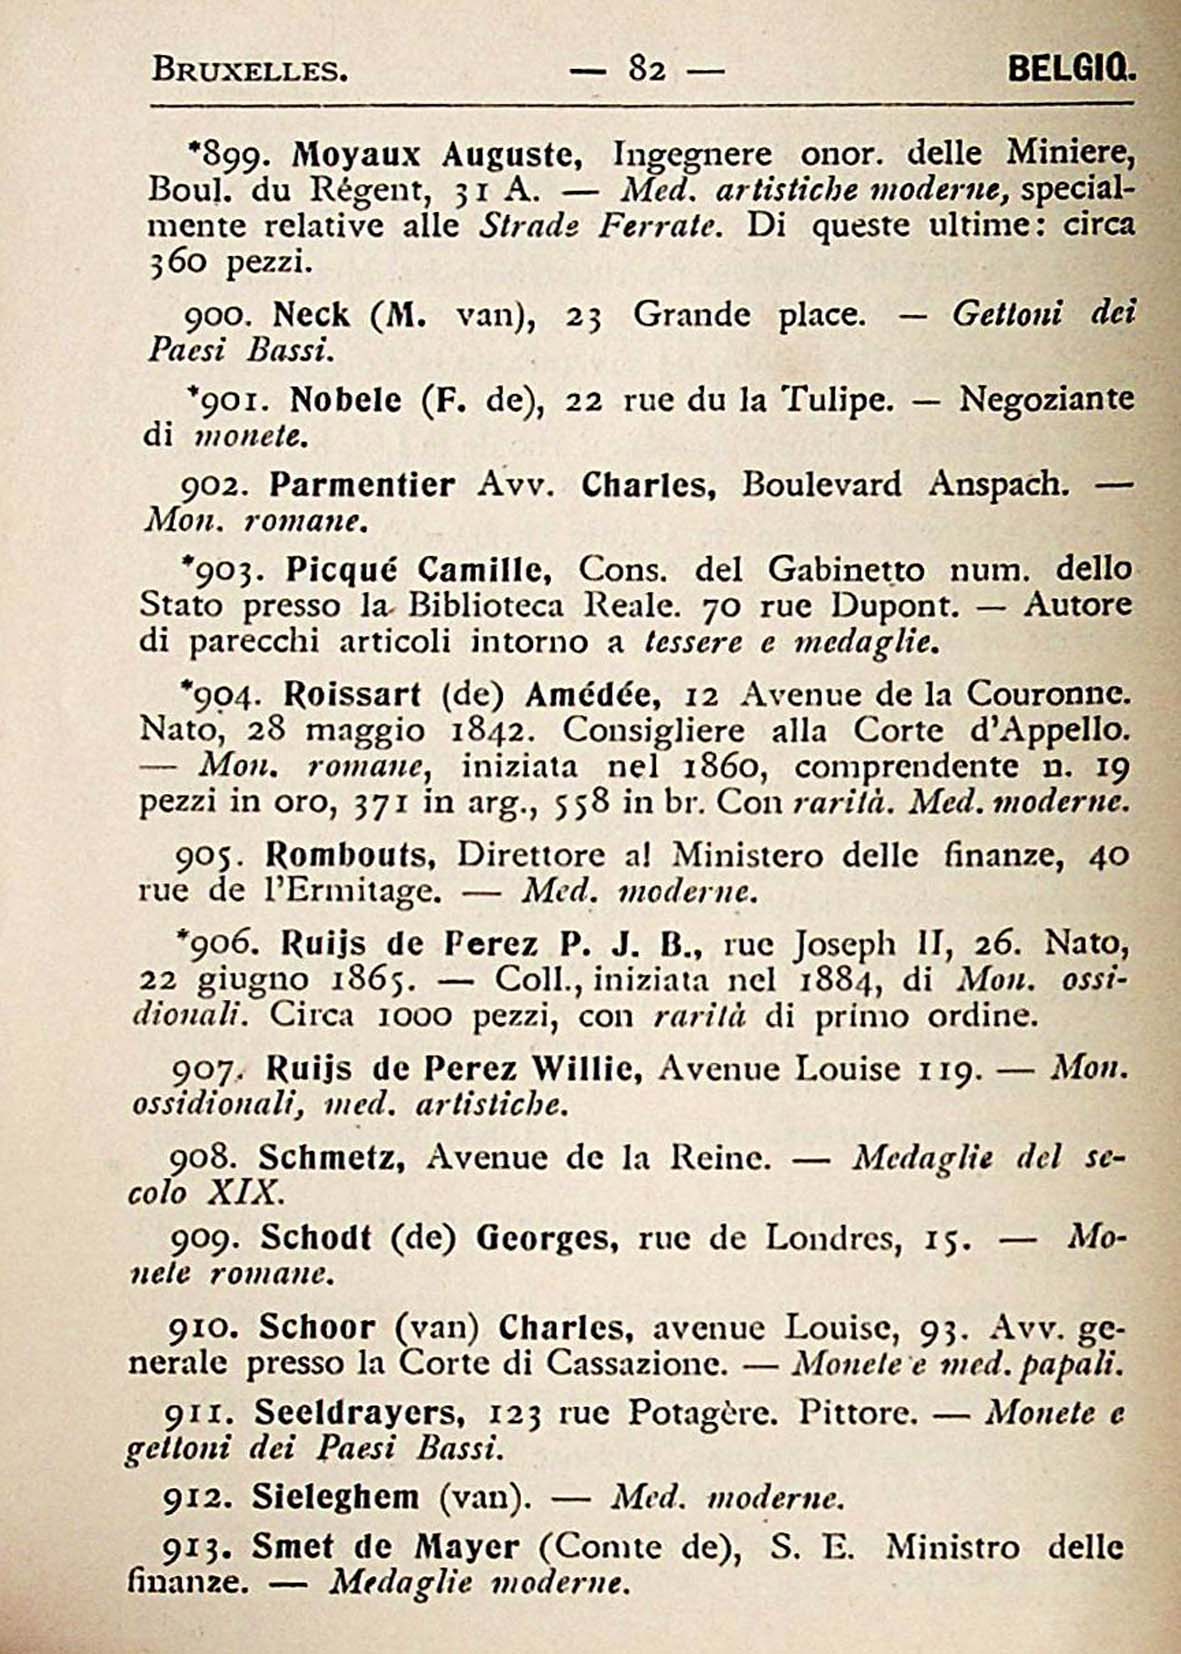 BRUXELLES. — 82 — BELGIO.
*899. Moyaux Auguste, Ingegnere onor. delle Miniere,
Boul. du Régent, 31 A. — Med. artistiche moderne, special-
mente relative alle Strade Ferrate. Di queste ultime: circa
360 pezzi.
900. Neck (M. van), 23 Grande place. — Gettoni dei
Paesi Bassi.
*901. Nobele (F. de), 22 rue du la Tulipe. — Negoziante
di monete.
902. Parmentier Avv. Charles, Boulevard Anspach. —
Mon. romane.
*903. Picqué Camille, Cons. del Gabinetto num. dello
Stato presso la Biblioteca Reale. 70 rue Dupont. — Autore
di parecchi articoli intorno a tessere e medaglie.
*904. Roissart (de) Amédée, 12 Avenue de la Couronne.
Nato, 28 maggio 1842. Consigliere alla Corte d'Appello.
— Mon. romane, iniziata nel 1860, comprendente n. 19
pezzi in oro, 371 in arg., 558 in br. Con rarità. Med. moderne.
905. Rombouts, Direttore al Ministero delle finanze, 40
rue de l'Ermitage. — Med. moderne.
*906. Ruijs de Perez P. J. B., rue Joseph II, 26. Nato,
22 giugno 1865. — Coll., iniziata nel 1884, di Mon. ossi-
dionali. Circa 1000 pezzi, con rarità di primo ordine.
907. Ruijs de Perez Willie, Avenue Louise 119. — Mon.
ossidionali, med. artistiche.
908. Schmetz, Avenue de la Reine. — Medaglie del se-
colo XIX.
909. Schodt (de) Georges, rue de Londres, 15. — Mo-
nete romane.
910. Schoor (van) Charles, avenue Louise, 93. Avv. ge-
nerale presso la Corte di Cassazione. — Monete e med. papali.
911. Seeldrayers, 123 rue Potagère. Pittore. — Monete e
gettoni dei Paesi Bassi.
912. Sieleghem (van). — Med. moderne.
913. Smet de Mayer (Comte de), S. E. Ministro delle
finanze. — Medaglie moderne.